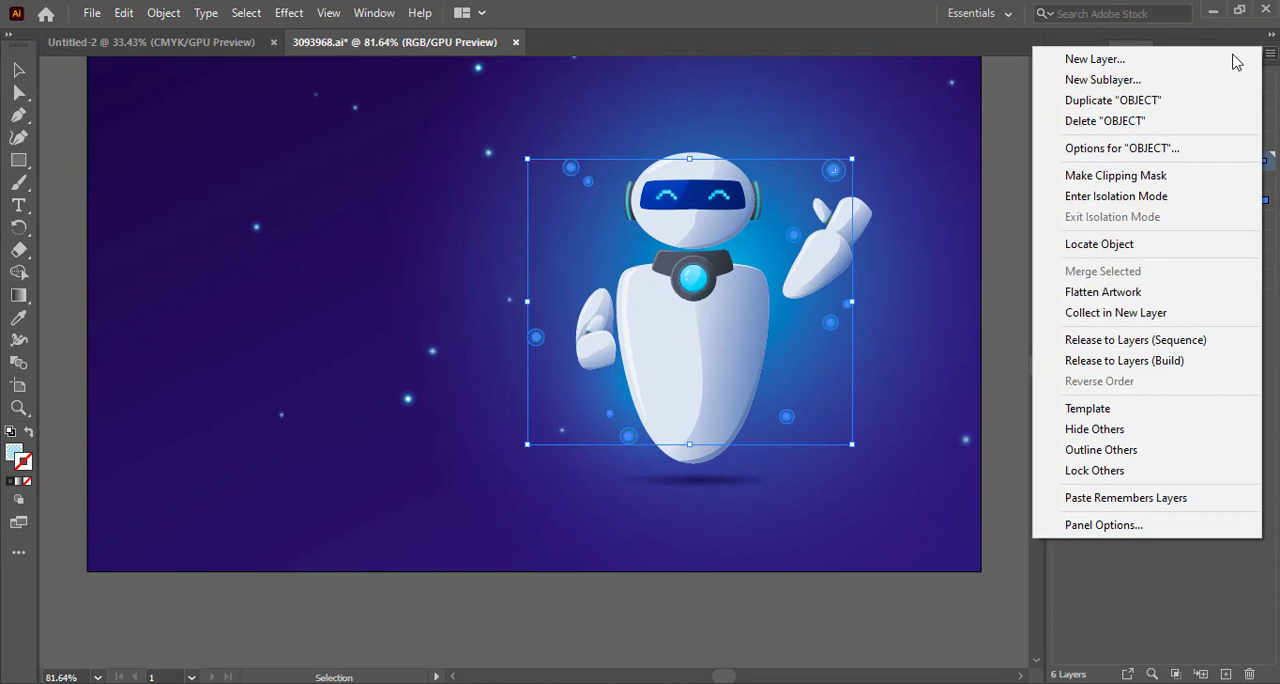 Ai File Edit Object Type Select Effect View Window Help Essentials Search Adobe Stock
Untitled-2 @ 33.43% (CMYK/GPU Preview) × 3093968.ai* @ 81.64% (RGB/GPU Preview) ×
New Layer...
New Sublayer...
Duplicate "OBJECT"
Delete "OBJECT"
Options for "OBJECT"...
Make Clipping Mask
Enter Isolation Mode
Exit Isolation Mode
Locate Object
Merge Selected
Flatten Artwork
Collect in New Layer
Release to Layers (Sequence)
Release to Layers (Build)
Reverse Order
Template
Hide Others
Outline Others
Lock Others
Paste Remembers Layers
Panel Options...
81.64% 1 Selection 6 Layers